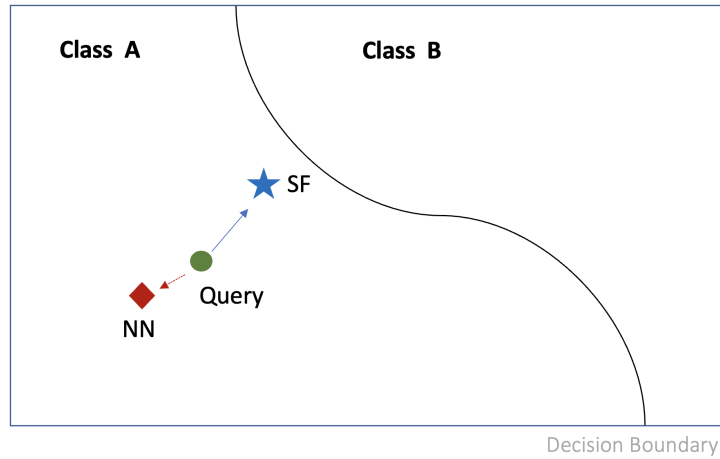 Class A
Class B
SF
Query
NN
Decision Boundary